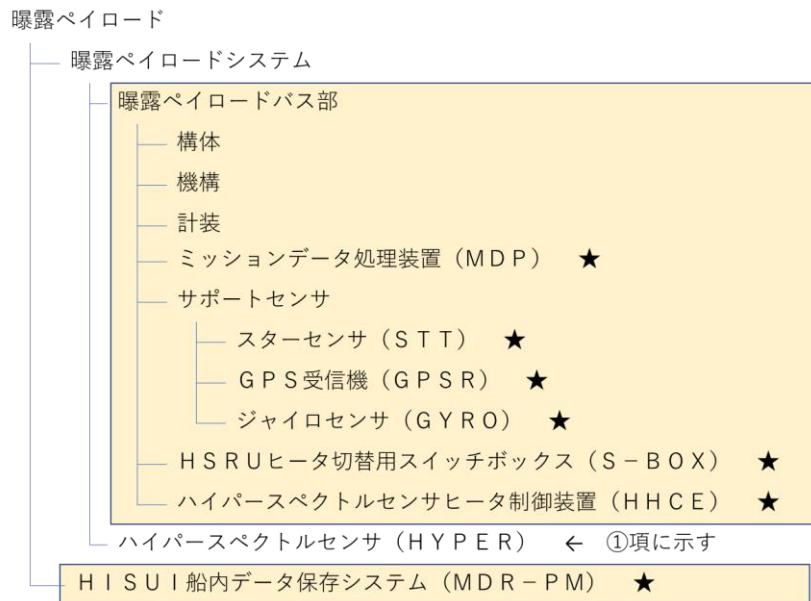 曝露ペイロード
曝露ペイロードシステム
曝露ペイロードバス部
構体
機構
計装
ミッションデータ処理装置（ＭＤＰ） ★
サポートセンサ
スターセンサ（ＳＴＴ） ★
ＧＰＳ受信機（ＧＰＳＲ） ★
ジャイロセンサ（ＧＹＲＯ） ★
ＨＳＲＵヒータ切替用スイッチボックス（Ｓ－ＢＯＸ） ★
ハイパースペクトルセンサヒータ制御装置（ＨＨＣＥ） ★
ハイパースペクトルセンサ（ＨＹＰＥＲ） ← ①項に示す
ＨＩＳＵＩ船内データ保存システム（ＭＤＲ－ＰＭ） ★